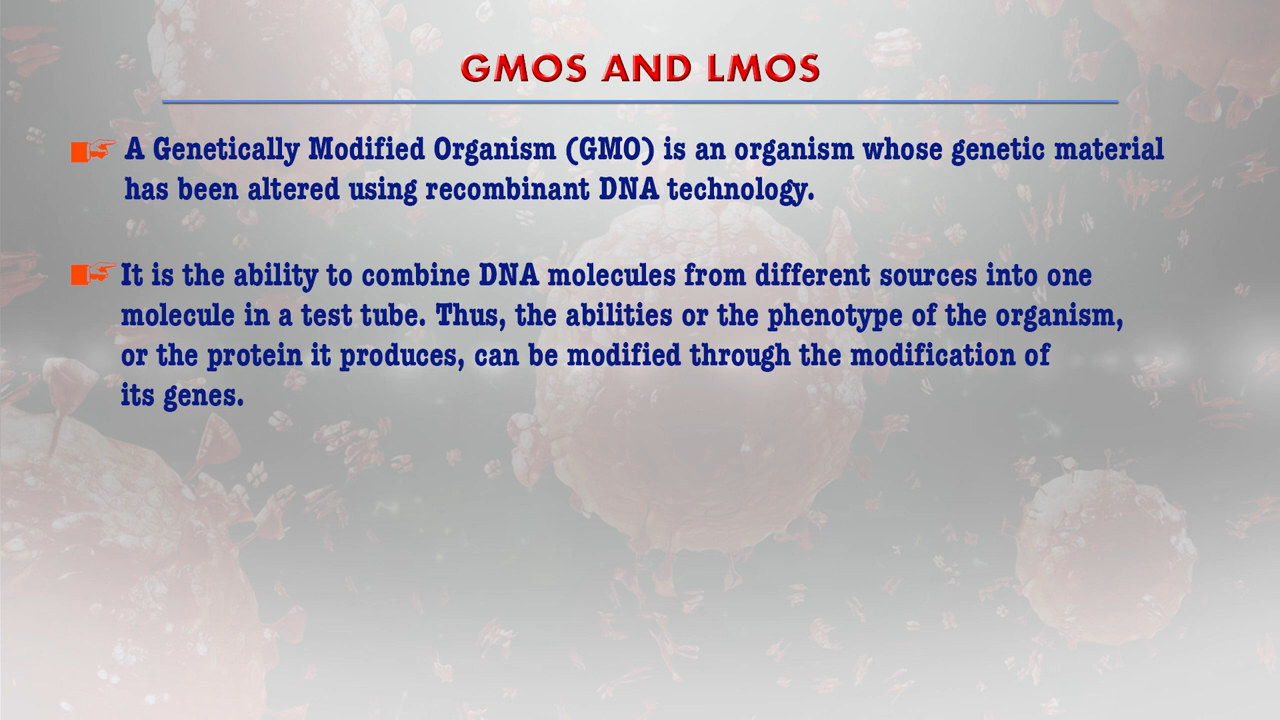 GMOS AND LMOS
A Genetically Modified Organism (GMO) is an organism whose genetic material
has been altered using recombinant DNA technology.
It is the ability to combine DNA molecules from different sources into one
molecule in a test tube. Thus, the abilities or the phenotype of the organism,
or the protein it produces, can be modified through the modification of
its genes.